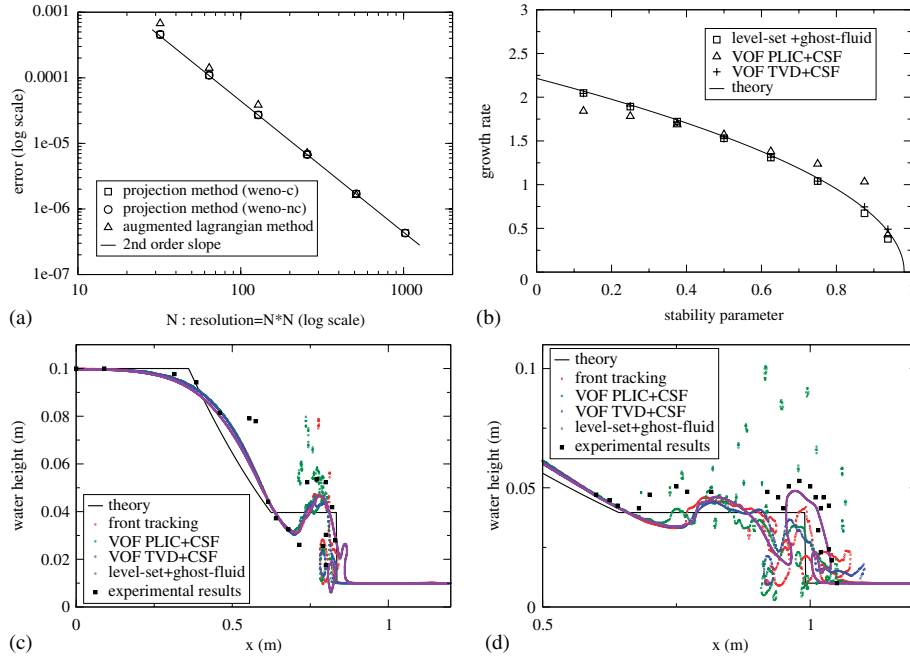 0.0001
1e-05
1e-06
1e-07
error (log scale)
projection method (weno-c)
projection method (weno-nc)
augmented lagrangian method
2nd order slope
10
100
1000
N : resolution=N*N (log scale)
(a)
3
2.5
2
1.5
1
0.5
0
growth rate
level-set +ghost-fluid
VOF PLIC+CSF
VOF TVD+CSF
theory
0
0.2
0.4
0.6
0.8
1
stability parameter
(b)
0.1
0.08
0.06
0.04
0.02
0
water height (m)
theory
front tracking
VOF PLIC+CSF
VOF TVD+CSF
level-set+ghost-fluid
experimental results
0
0.5
1
x (m)
(c)
0.1
0.05
0
water height (m)
theory
front tracking
VOF PLIC+CSF
VOF TVD+CSF
level-set+ghost-fluid
experimental results
0.5
1
x (m)
(d)